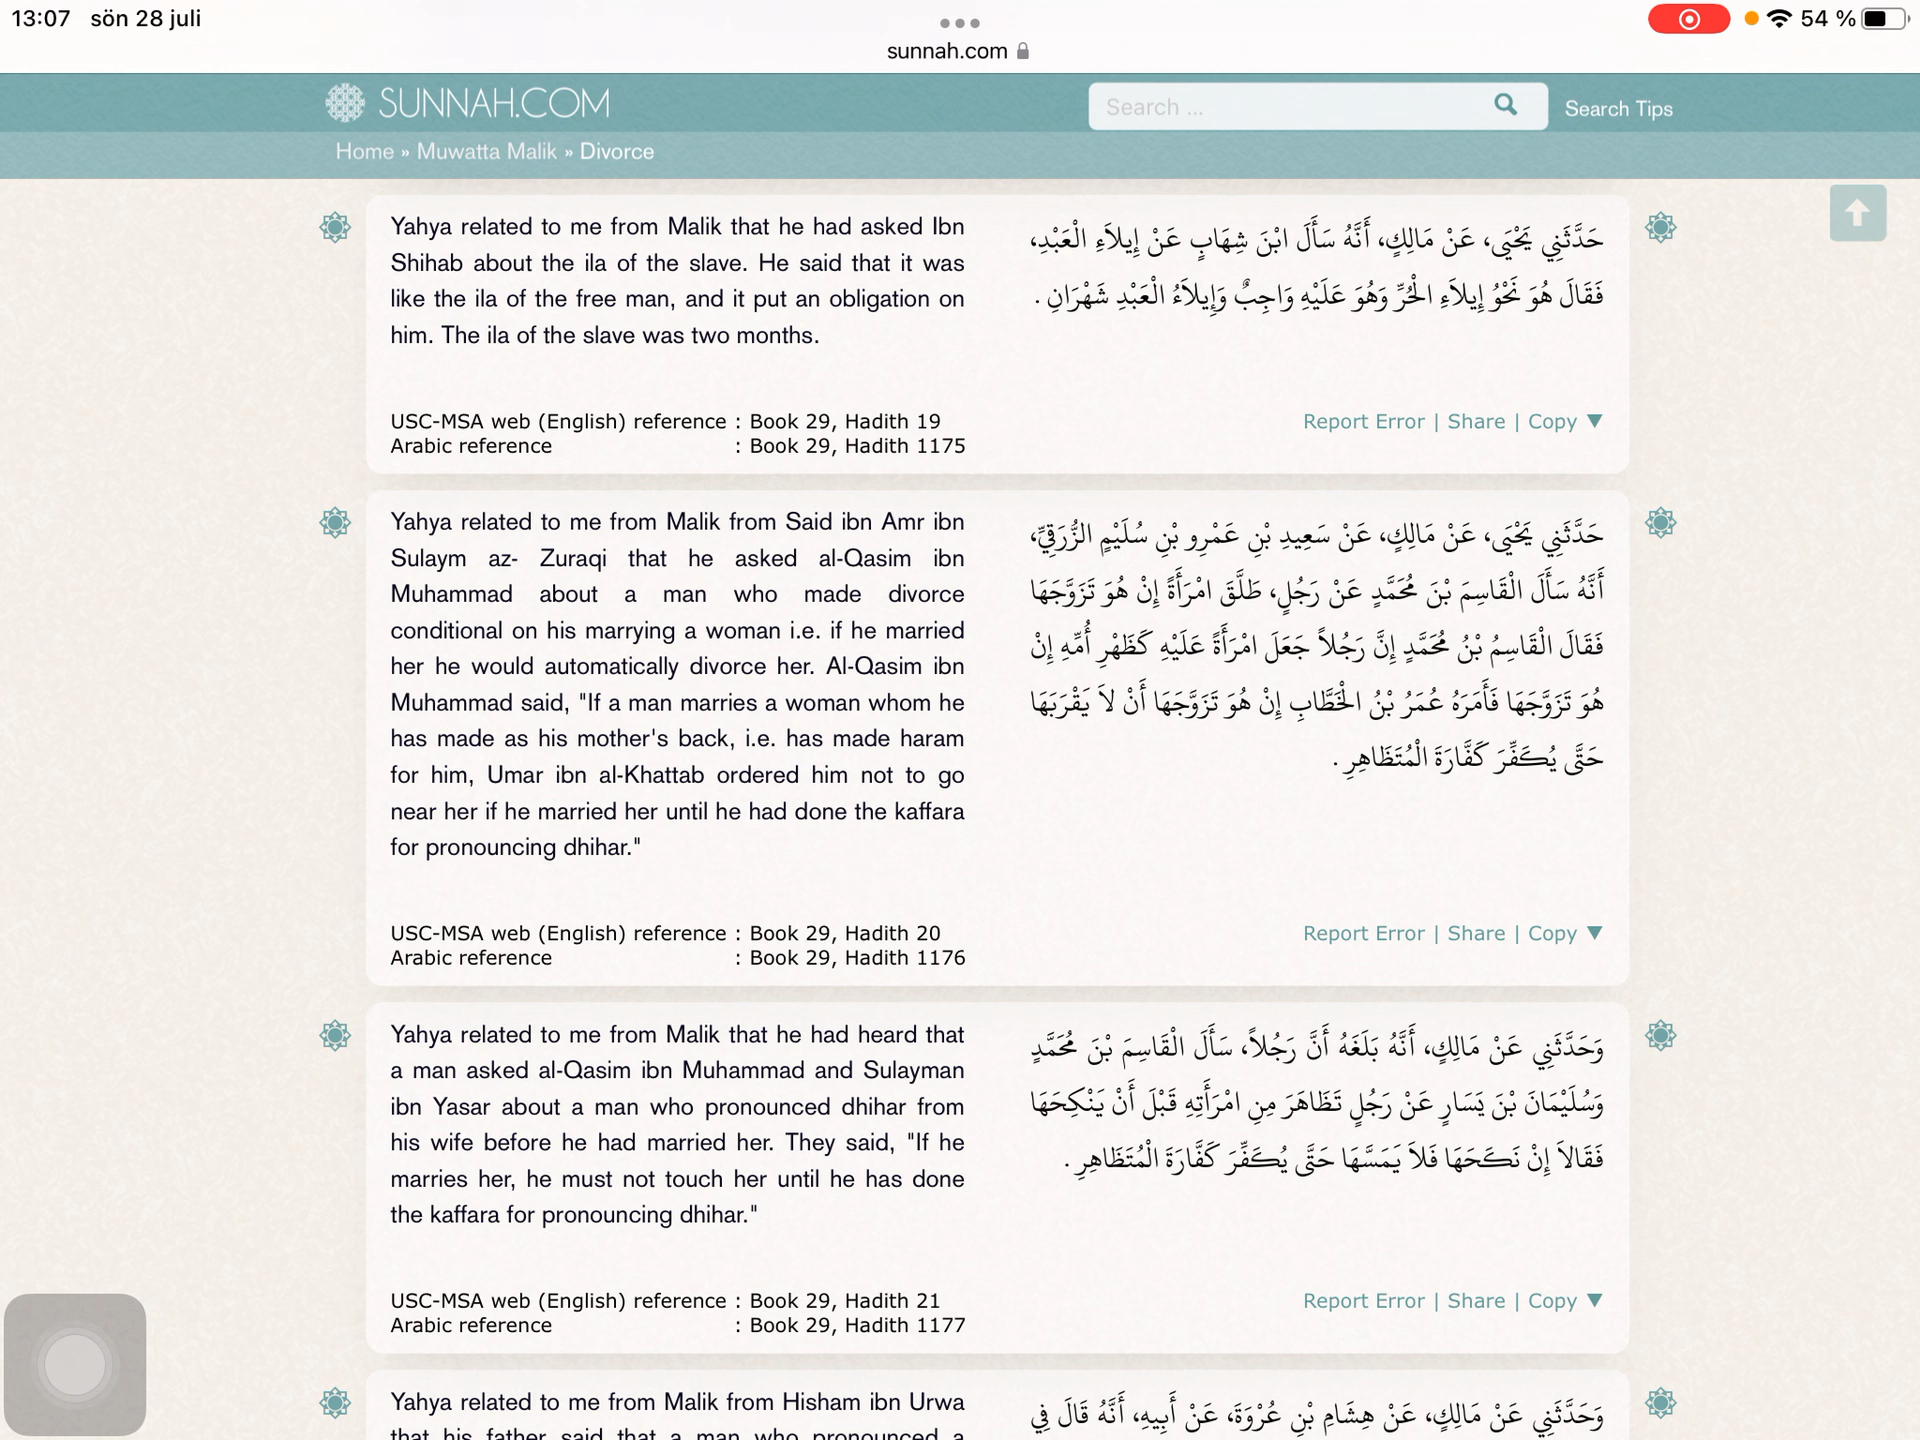 13:07 sön 28 juli
54 %
sunnah.com
SUNNAH.COM
Search ...
Search Tips
Home » Muwatta Malik » Divorce
Yahya related to me from Malik that he had asked Ibn
Shihab about the ila of the slave. He said that it was
like the ila of the free man, and it put an obligation on
him. The ila of the slave was two months.
حَدَّثَنِي يَحْيَى، عَنْ مَالِكٍ، أَنَّهُ سَأَلَ ابْنَ شِهَابٍ عَنْ إِيلاَءِ الْعَبْدِ،
فَقَالَ هُوَ نَحْوُ إِيلاَءِ الْحُرِّ وَهُوَ عَلَيْهِ وَاجِبٌ وَإِيلاَءُ الْعَبْدِ شَهْرَانِ .
USC-MSA web (English) reference : Book 29, Hadith 19
Arabic reference : Book 29, Hadith 1175
Report Error | Share | Copy ▼
Yahya related to me from Malik from Said ibn Amr ibn
Sulaym az- Zuraqi that he asked al-Qasim ibn
Muhammad about a man who made divorce
conditional on his marrying a woman i.e. if he married
her he would automatically divorce her. Al-Qasim ibn
Muhammad said, "If a man marries a woman whom he
has made as his mother's back, i.e. has made haram
for him, Umar ibn al-Khattab ordered him not to go
near her if he married her until he had done the kaffara
for pronouncing dhihar."
حَدَّثَنِي يَحْيَى، عَنْ مَالِكٍ، عَنْ سَعِيدِ بْنِ عَمْرِو بْنِ سُلَيْمٍ الزُّرَقِيِّ،
أَنَّهُ سَأَلَ الْقَاسِمَ بْنَ مُحَمَّدٍ عَنْ رَجُلٍ، طَلَّقَ امْرَأَةً إِنْ هُوَ تَزَوَّجَهَا
فَقَالَ الْقَاسِمُ بْنُ مُحَمَّدٍ إِنَّ رَجُلاً جَعَلَ امْرَأَةً عَلَيْهِ كَظَهْرِ أُمِّهِ إِنْ
هُوَ تَزَوَّجَهَا فَأَمَرَهُ عُمَرُ بْنُ الْخَطَّابِ إِنْ هُوَ تَزَوَّجَهَا أَنْ لاَ يَقْرَبَهَا
حَتَّى يُكَفِّرَ كَفَّارَةَ الْمُتَظَاهِرِ .
USC-MSA web (English) reference : Book 29, Hadith 20
Arabic reference : Book 29, Hadith 1176
Report Error | Share | Copy ▼
Yahya related to me from Malik that he had heard that
a man asked al-Qasim ibn Muhammad and Sulayman
ibn Yasar about a man who pronounced dhihar from
his wife before he had married her. They said, "If he
marries her, he must not touch her until he has done
the kaffara for pronouncing dhihar."
وَحَدَّثَنِي عَنْ مَالِكٍ، أَنَّهُ بَلَغَهُ أَنَّ رَجُلاً، سَأَلَ الْقَاسِمَ بْنَ مُحَمَّدٍ
وَسُلَيْمَانَ بْنَ يَسَارٍ عَنْ رَجُلٍ تَظَاهَرَ مِنِ امْرَأَتِهِ قَبْلَ أَنْ يَنْكِحَهَا
فَقَالاَ إِنْ نَكَحَهَا فَلاَ يَمَسَّهَا حَتَّى يُكَفِّرَ كَفَّارَةَ الْمُتَظَاهِرِ .
USC-MSA web (English) reference : Book 29, Hadith 21
Arabic reference : Book 29, Hadith 1177
Report Error | Share | Copy ▼
Yahya related to me from Malik from Hisham ibn Urwa
that his father said that a man who pronounced a
وَحَدَّثَنِي عَنْ مَالِكٍ، عَنْ هِشَامِ بْنِ عُرْوَةَ، عَنْ أَبِيهِ، أَنَّهُ قَالَ فِي